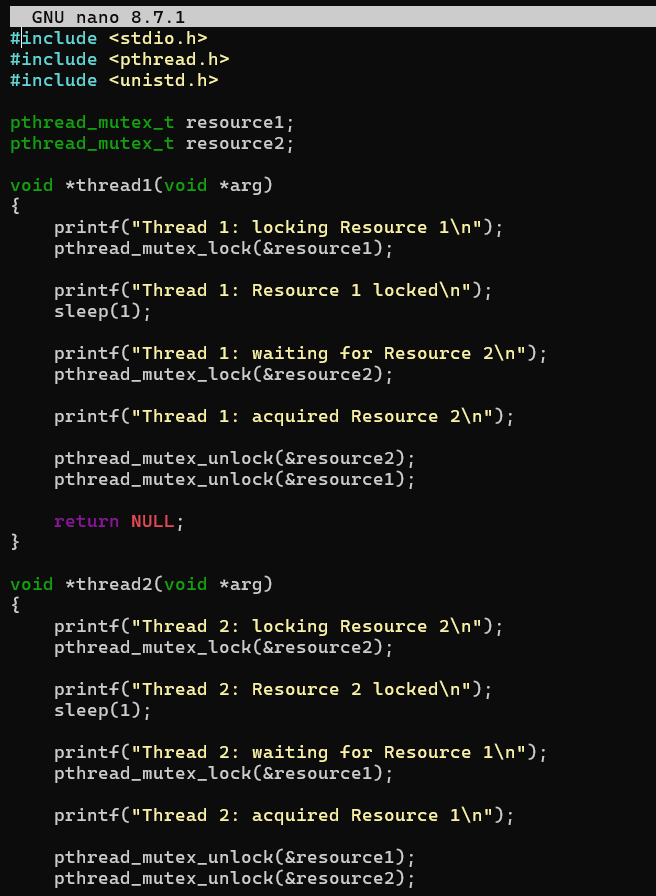 GNU nano 8.7.1
#include <stdio.h>
#include <pthread.h>
#include <unistd.h>

pthread_mutex_t resource1;
pthread_mutex_t resource2;

void *thread1(void *arg)
{
    printf("Thread 1: locking Resource 1\n");
    pthread_mutex_lock(&resource1);

    printf("Thread 1: Resource 1 locked\n");
    sleep(1);

    printf("Thread 1: waiting for Resource 2\n");
    pthread_mutex_lock(&resource2);

    printf("Thread 1: acquired Resource 2\n");

    pthread_mutex_unlock(&resource2);
    pthread_mutex_unlock(&resource1);

    return NULL;
}

void *thread2(void *arg)
{
    printf("Thread 2: locking Resource 2\n");
    pthread_mutex_lock(&resource2);

    printf("Thread 2: Resource 2 locked\n");
    sleep(1);

    printf("Thread 2: waiting for Resource 1\n");
    pthread_mutex_lock(&resource1);

    printf("Thread 2: acquired Resource 1\n");

    pthread_mutex_unlock(&resource1);
    pthread_mutex_unlock(&resource2);